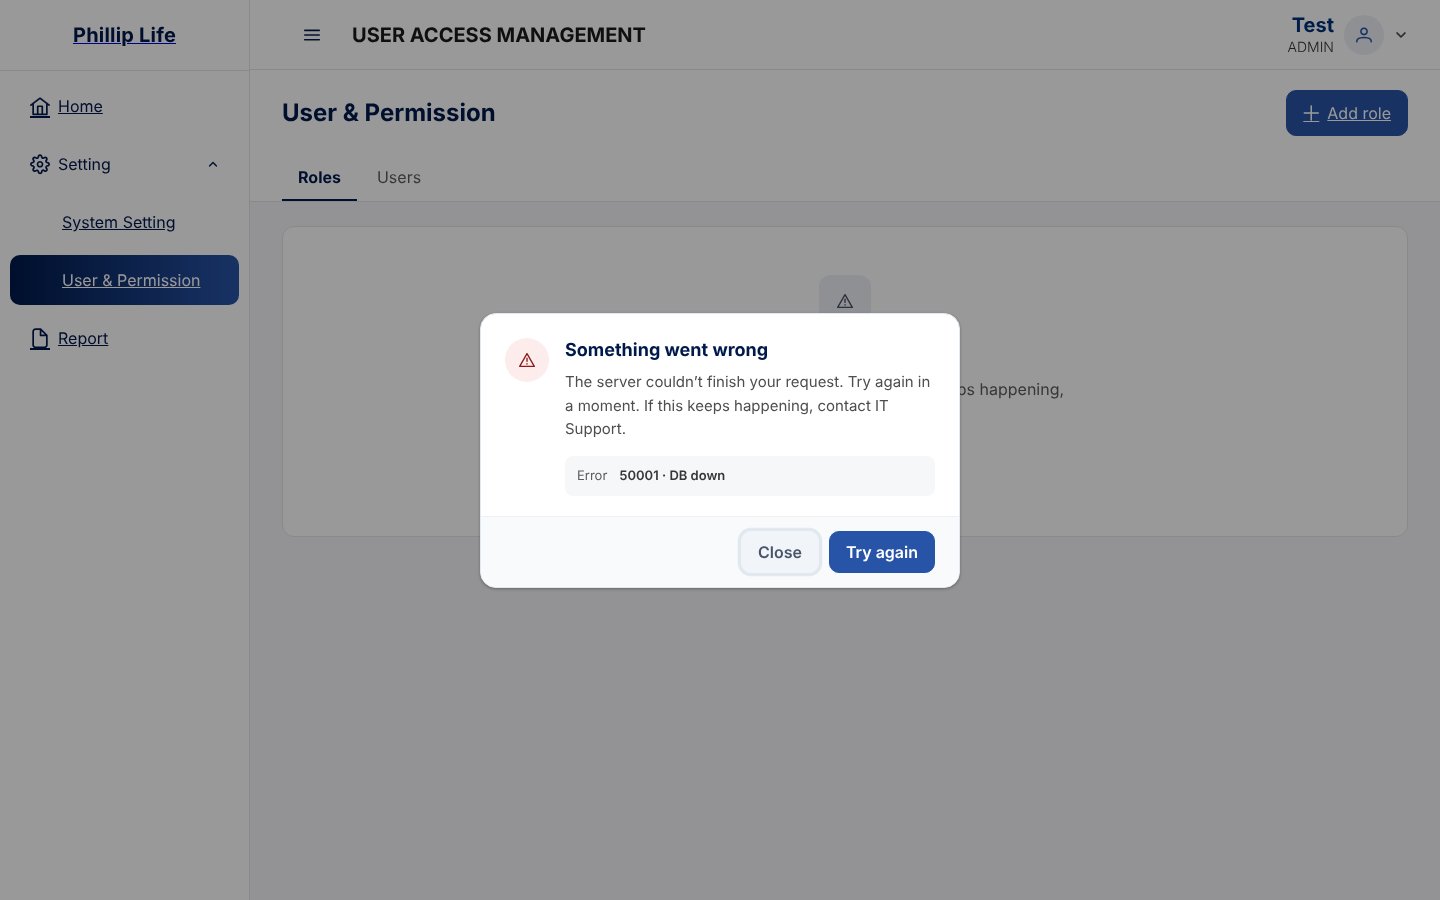 Phillip Life
USER ACCESS MANAGEMENT
Test
ADMIN
Home
Setting
System Setting
User & Permission
Report
User & Permission
Add role
Roles
Users
ps happening,
Something went wrong
The server couldn’t finish your request. Try again in
a moment. If this keeps happening, contact IT
Support.
Error 50001 · DB down
Close
Try again